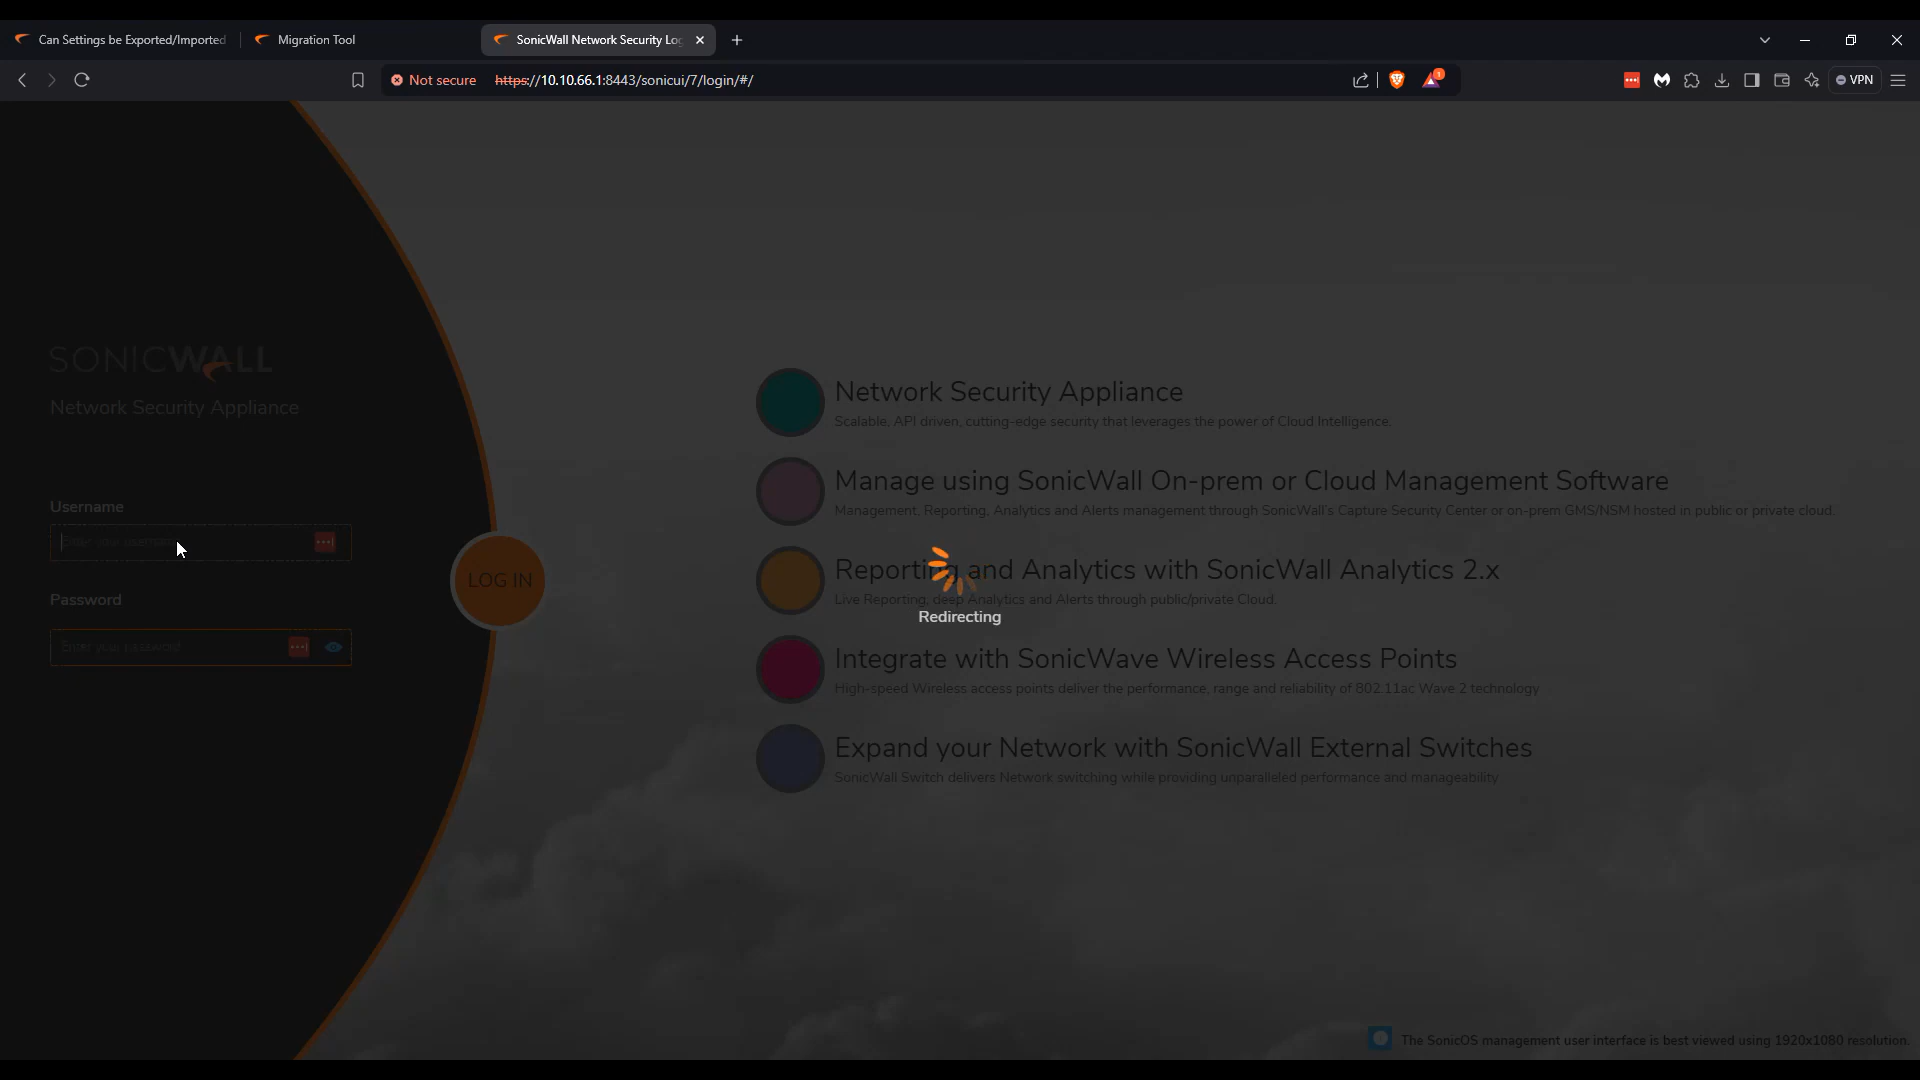 Can Settings be Exported/Imported
Migration Tool
SonicWall Network Security Log
Not secure
https://10.10.66.1:8443/sonicui/7/login/#/
1
VPN
SONICWALL
Network Security Appliance
Username
Enter your username
Password
Enter your password
LOG IN
Network Security Appliance
Scalable, API driven, cutting-edge security that leverages the power of Cloud Intelligence.
Manage using SonicWall On-prem or Cloud Management Software
Management, Reporting, Analytics and Alerts management through SonicWall's Capture Security Center or on-prem GMS/NSM hosted in public or private cloud.
Reporting and Analytics with SonicWall Analytics 2.x
Live Reporting, deep Analytics and Alerts through public/private Cloud.
Redirecting
Integrate with SonicWave Wireless Access Points
High-speed Wireless access points deliver the performance, range and reliability of 802.11ac Wave 2 technology
Expand your Network with SonicWall External Switches
SonicWall Switch delivers Network switching while providing unparalleled performance and manageability
The SonicOS management user interface is best viewed using 1920x1080 resolution.